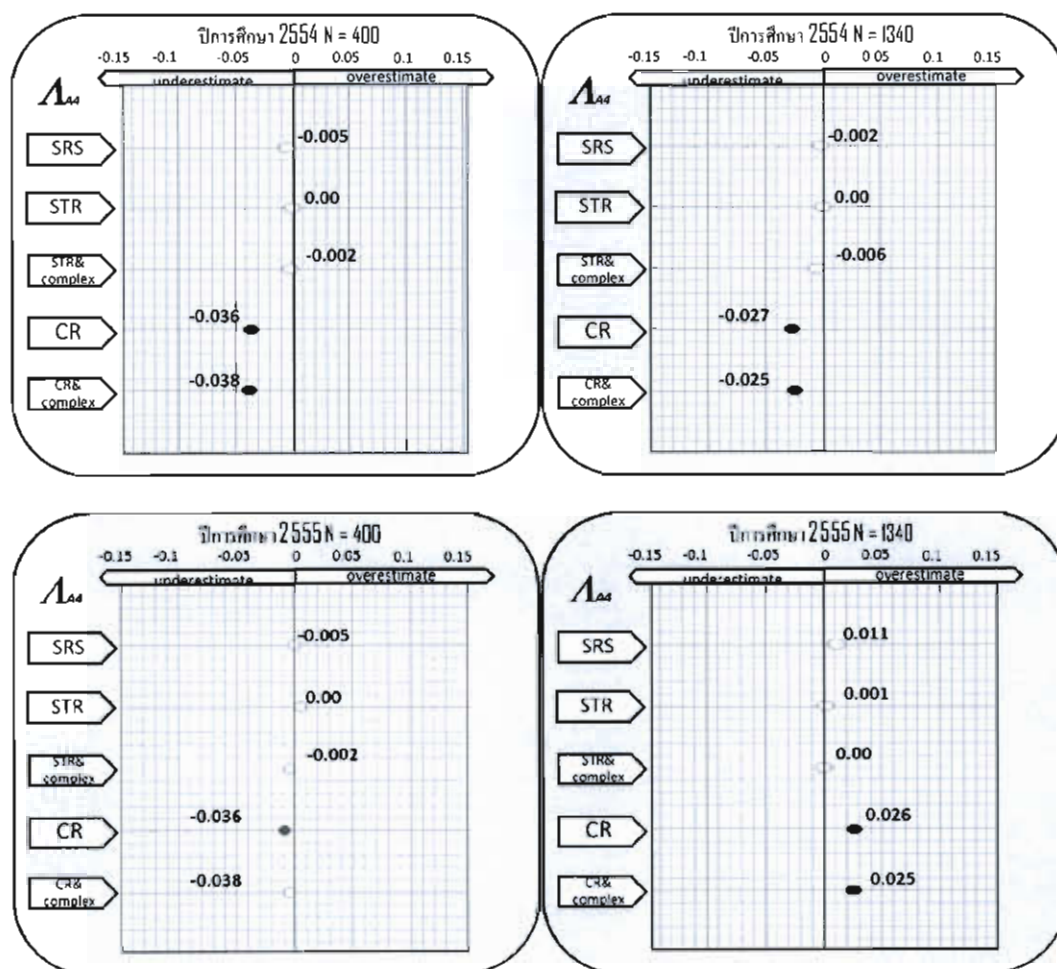 ปีการศึกษา 2554 N = 400
-0.15 -0.1 -0.05 0 0.05 0.1 0.15
underestimate overestimate
ΛA4
SRS -0.005
STR 0.00
STR& complex -0.002
CR -0.036
CR& complex -0.038
ปีการศึกษา 2554 N = 1340
-0.15 -0.1 -0.05 0 0.05 0.1 0.15
underestimate overestimate
ΛA4
SRS -0.002
STR 0.00
STR& complex -0.006
CR -0.027
CR& complex -0.025
ปีการศึกษา 2555 N = 400
-0.15 -0.1 -0.05 0 0.05 0.1 0.15
underestimate overestimate
ΛA4
SRS -0.005
STR 0.00
STR& complex -0.002
CR -0.036
CR& complex -0.038
ปีการศึกษา 2555 N = 1340
-0.15 -0.1 -0.05 0 0.05 0.1 0.15
underestimate overestimate
ΛA4
SRS 0.011
STR 0.001
STR& complex 0.00
CR 0.026
CR& complex 0.025